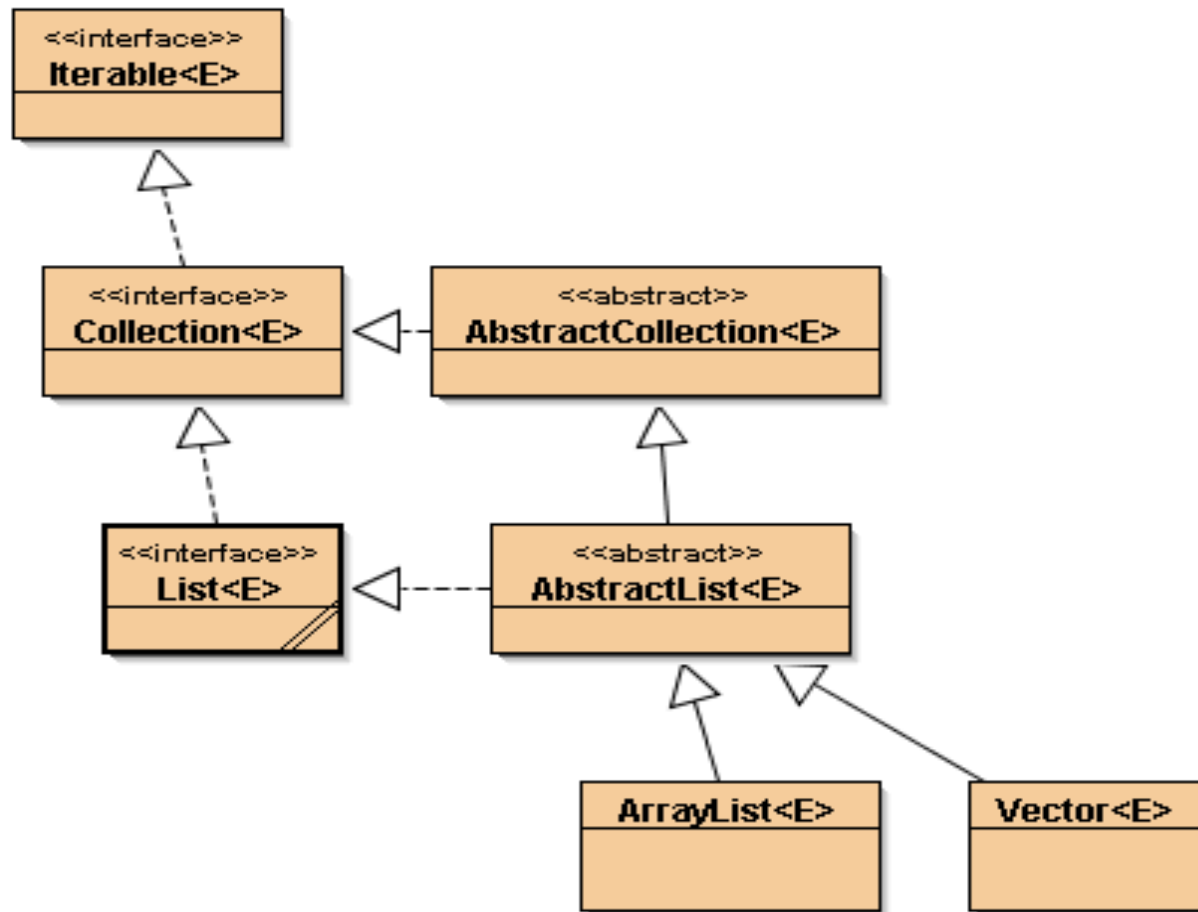 <<interface>>
Iterable<E>
<<interface>>
Collection<E>
<<abstract>>
AbstractCollection<E>
<<interface>>
List<E>
<<abstract>>
AbstractList<E>
ArrayList<E>
Vector<E>